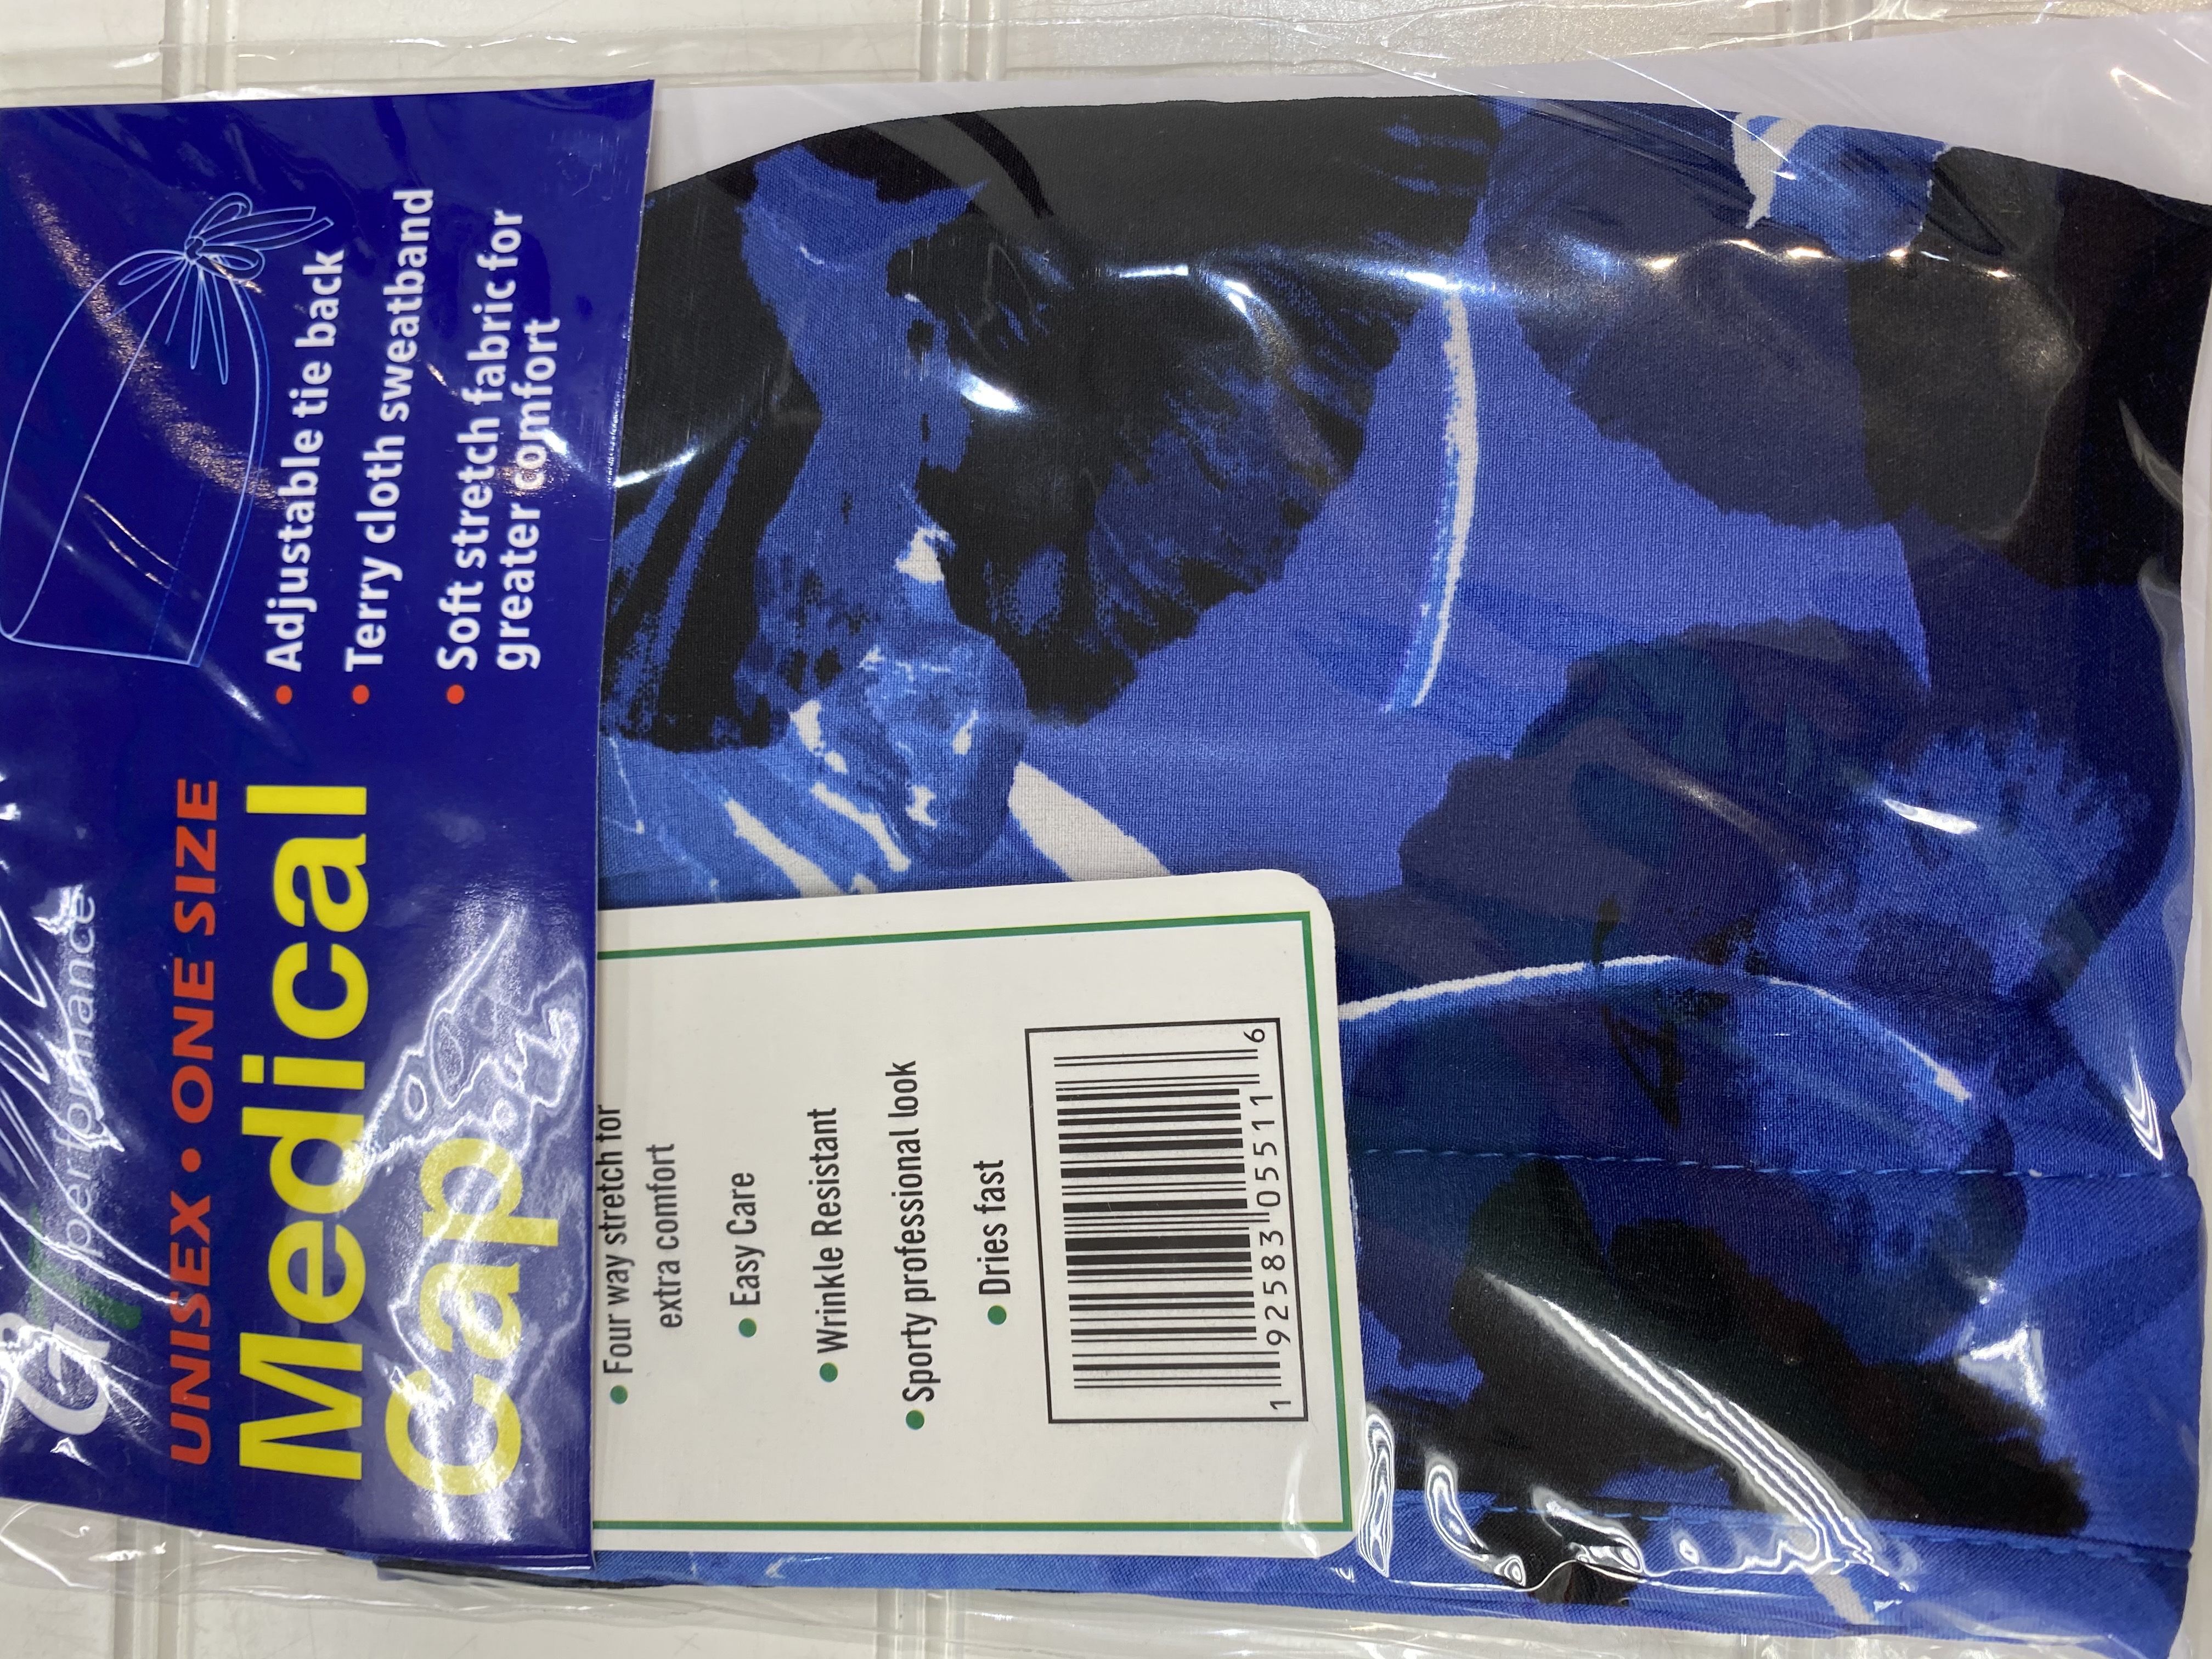 GT performance
UNISEX • ONE SIZE
Medical
Cap
• Adjustable tie back
• Terry cloth sweatband
• Soft stretch fabric for
greater comfort
• Four way stretch for
extra comfort
• Easy Care
• Wrinkle Resistant
• Sporty professional look
• Dries fast
1 92583 05511 6